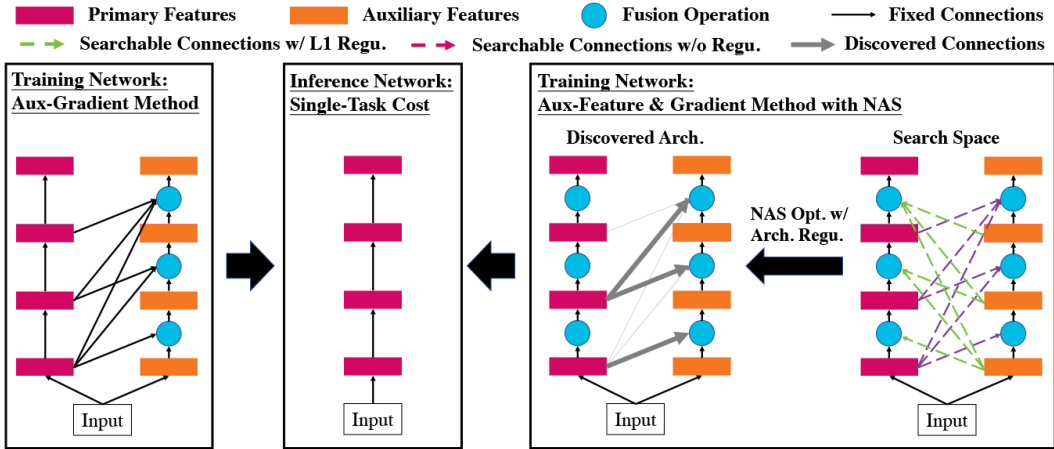 Primary Features
Auxiliary Features
Fusion Operation
Fixed Connections
Searchable Connections w/ L1 Regu.
Searchable Connections w/o Regu.
Discovered Connections
Training Network:
Aux-Gradient Method
Input
Inference Network:
Single-Task Cost
Input
Training Network:
Aux-Feature & Gradient Method with NAS
Discovered Arch.
Search Space
NAS Opt. w/
Arch. Regu.
Input
Input